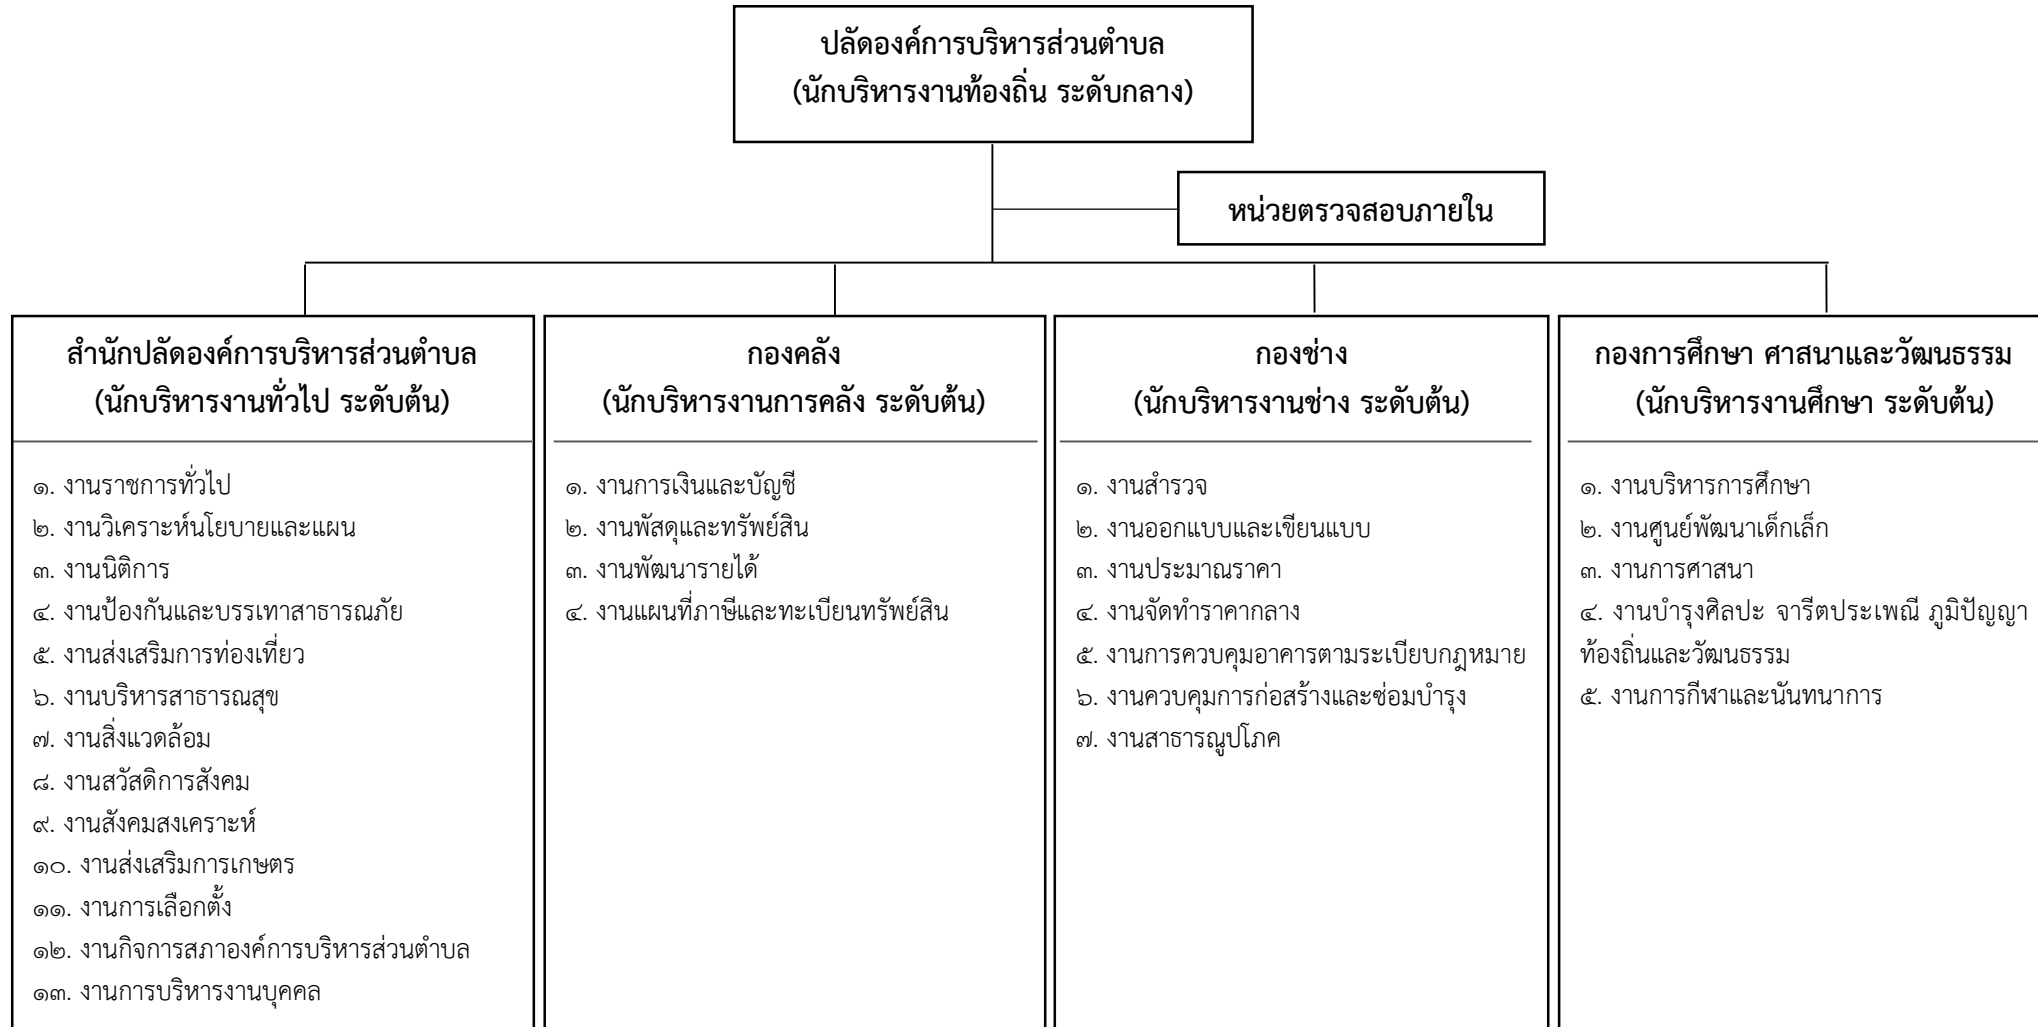 ปลัดองค์การบริหารส่วนตำบล
(นักบริหารงานท้องถิ่น ระดับกลาง)
หน่วยตรวจสอบภายใน
สำนักปลัดองค์การบริหารส่วนตำบล
(นักบริหารงานทั่วไป ระดับต้น)
๑. งานราชการทั่วไป
๒. งานวิเคราะห์นโยบายและแผน
๓. งานนิติการ
๔. งานป้องกันและบรรเทาสาธารณภัย
๕. งานส่งเสริมการท่องเที่ยว
๖. งานบริหารสาธารณสุข
๗. งานสิ่งแวดล้อม
๘. งานสวัสดิการสังคม
๙. งานสังคมสงเคราะห์
๑๐. งานส่งเสริมการเกษตร
๑๑. งานการเลือกตั้ง
๑๒. งานกิจการสภาองค์การบริหารส่วนตำบล
๑๓. งานการบริหารงานบุคคล
กองคลัง
(นักบริหารงานการคลัง ระดับต้น)
๑. งานการเงินและบัญชี
๒. งานพัสดุและทรัพย์สิน
๓. งานพัฒนารายได้
๔. งานแผนที่ภาษีและทะเบียนทรัพย์สิน
กองช่าง
(นักบริหารงานช่าง ระดับต้น)
๑. งานสำรวจ
๒. งานออกแบบและเขียนแบบ
๓. งานประมาณราคา
๔. งานจัดทำราคากลาง
๕. งานการควบคุมอาคารตามระเบียบกฎหมาย
๖. งานควบคุมการก่อสร้างและซ่อมบำรุง
๗. งานสาธารณูปโภค
กองการศึกษา ศาสนาและวัฒนธรรม
(นักบริหารงานศึกษา ระดับต้น)
๑. งานบริหารการศึกษา
๒. งานศูนย์พัฒนาเด็กเล็ก
๓. งานการศาสนา
๔. งานบำรุงศิลปะ จารีตประเพณี ภูมิปัญญา
ท้องถิ่นและวัฒนธรรม
๕. งานการกีฬาและนันทนาการ